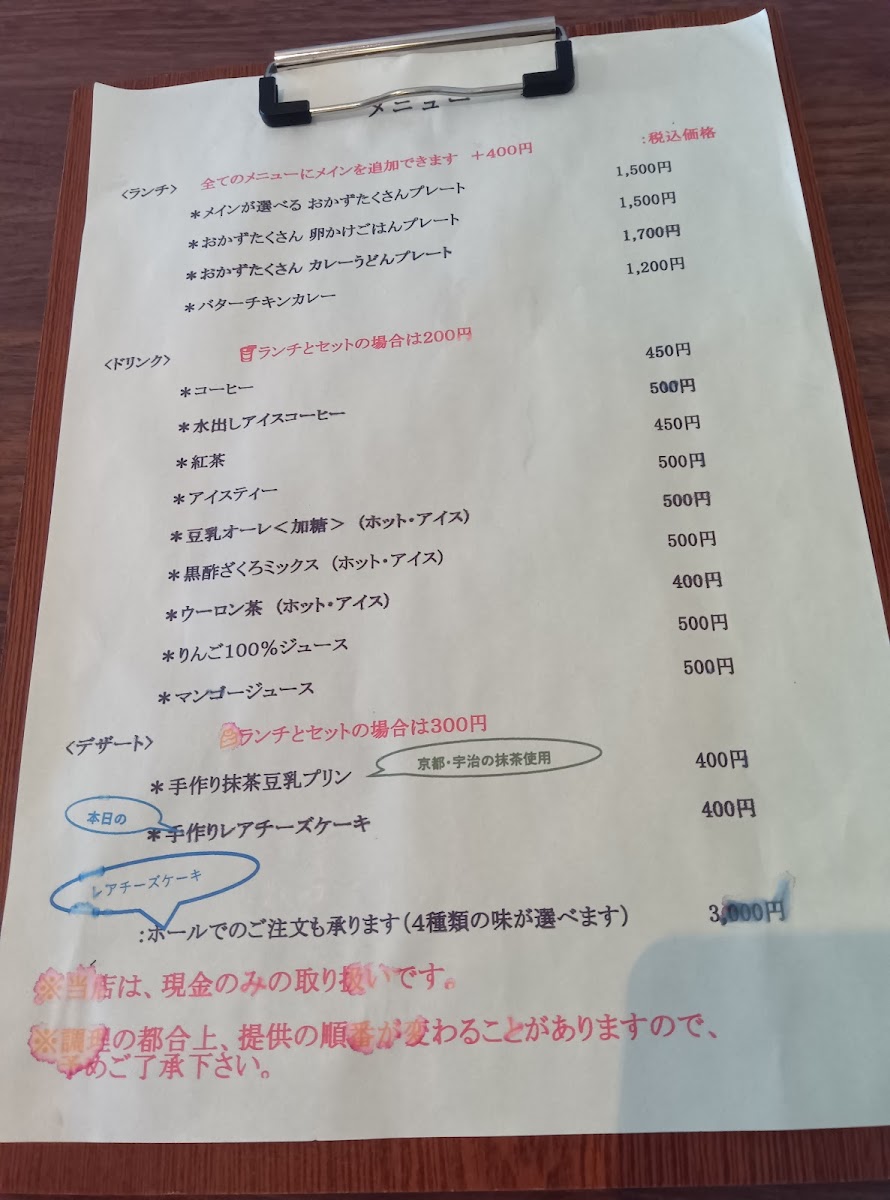 メニュー
:税込価格
<ランチ> 全てのメニューにメインを追加できます +400円
*メインが選べる おかずたくさんプレート 1,500円
*おかずたくさん 卵かけごはんプレート 1,500円
*おかずたくさん カレーうどんプレート 1,700円
*バターチキンカレー 1,200円
<ドリンク> ランチとセットの場合は200円
*コーヒー 450円
*水出しアイスコーヒー 500円
*紅茶 450円
*アイスティー 500円
*豆乳オーレ<加糖> (ホット・アイス) 500円
*黒酢ざくろミックス (ホット・アイス) 500円
*ウーロン茶 (ホット・アイス) 400円
*りんご100%ジュース 500円
*マンゴージュース 500円
<デザート> ランチとセットの場合は300円
*手作り抹茶豆乳プリン 京都・宇治の抹茶使用 400円
本日の
*手作りレアチーズケーキ 400円
レアチーズケーキ
:ホールでのご注文も承ります(4種類の味が選べます) 3,000円
※当店は、現金のみの取り扱いです。
※調理の都合上、提供の順番が変わることがありますので、
予めご了承下さい。